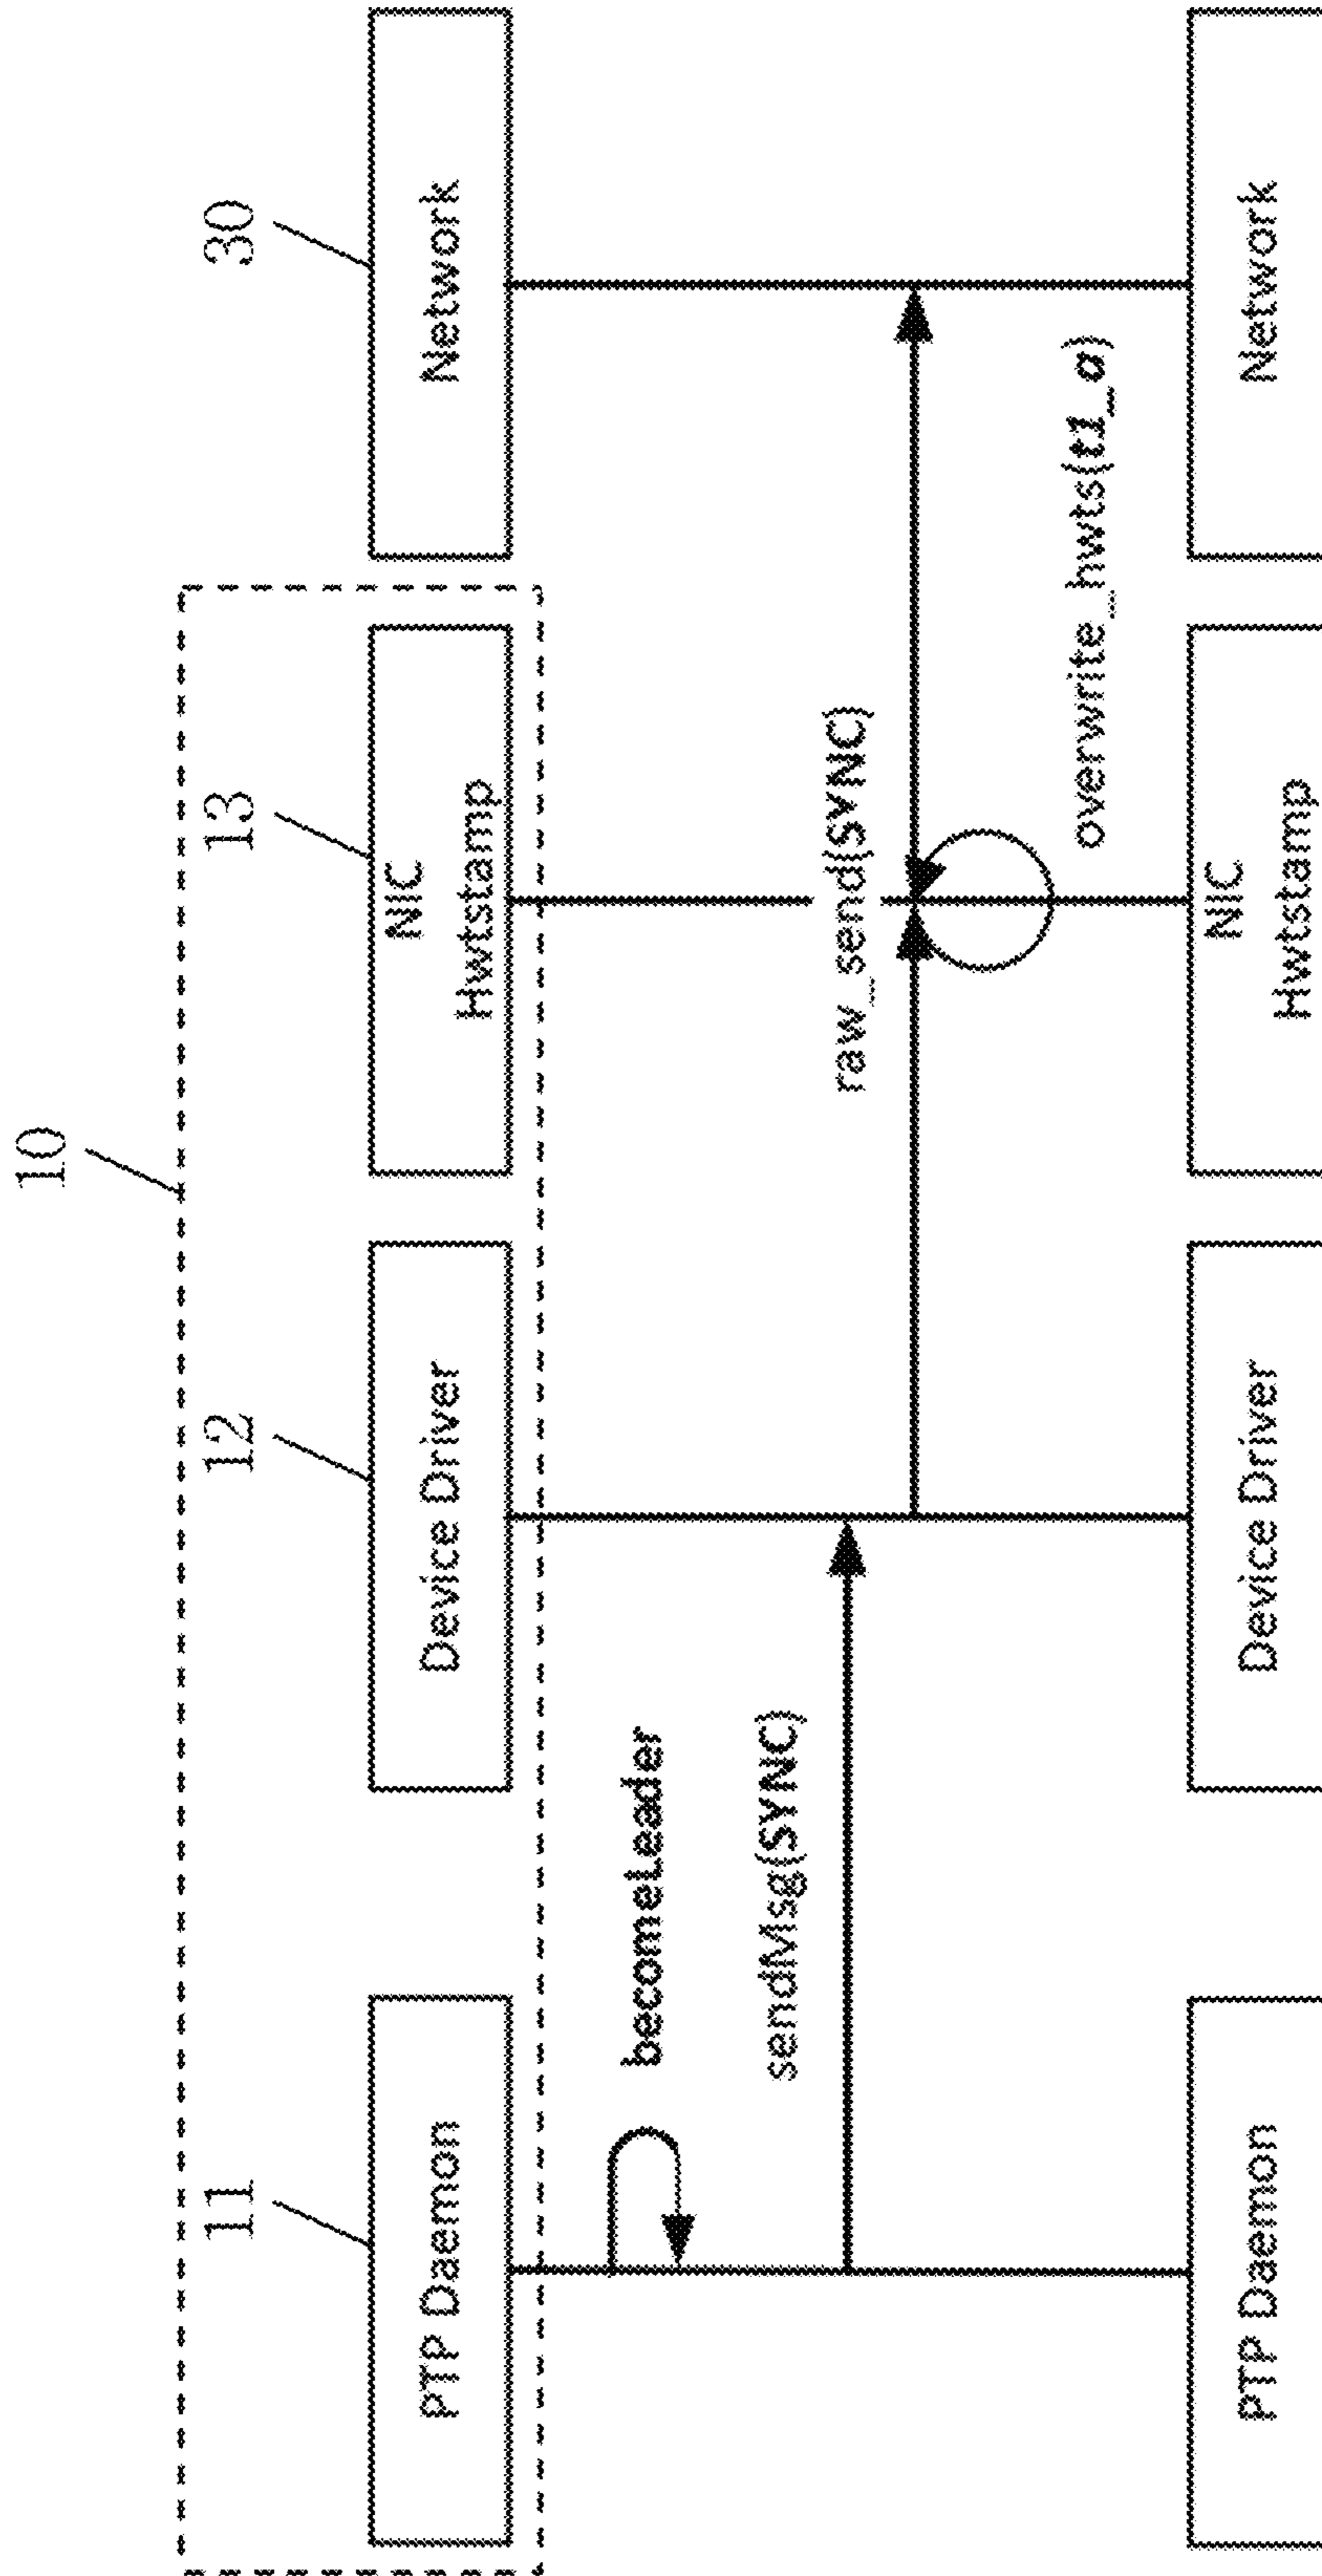 10
11
12
13
30
PTP Daemon
Device Driver
NIC
Hwtstamp
Network
becomeLeader
sendMsg(SYNC)
raw_send(SYNC)
overwrite_hwts(t1_a)
PTP Daemon
Device Driver
NIC
Hwtstamp
Network